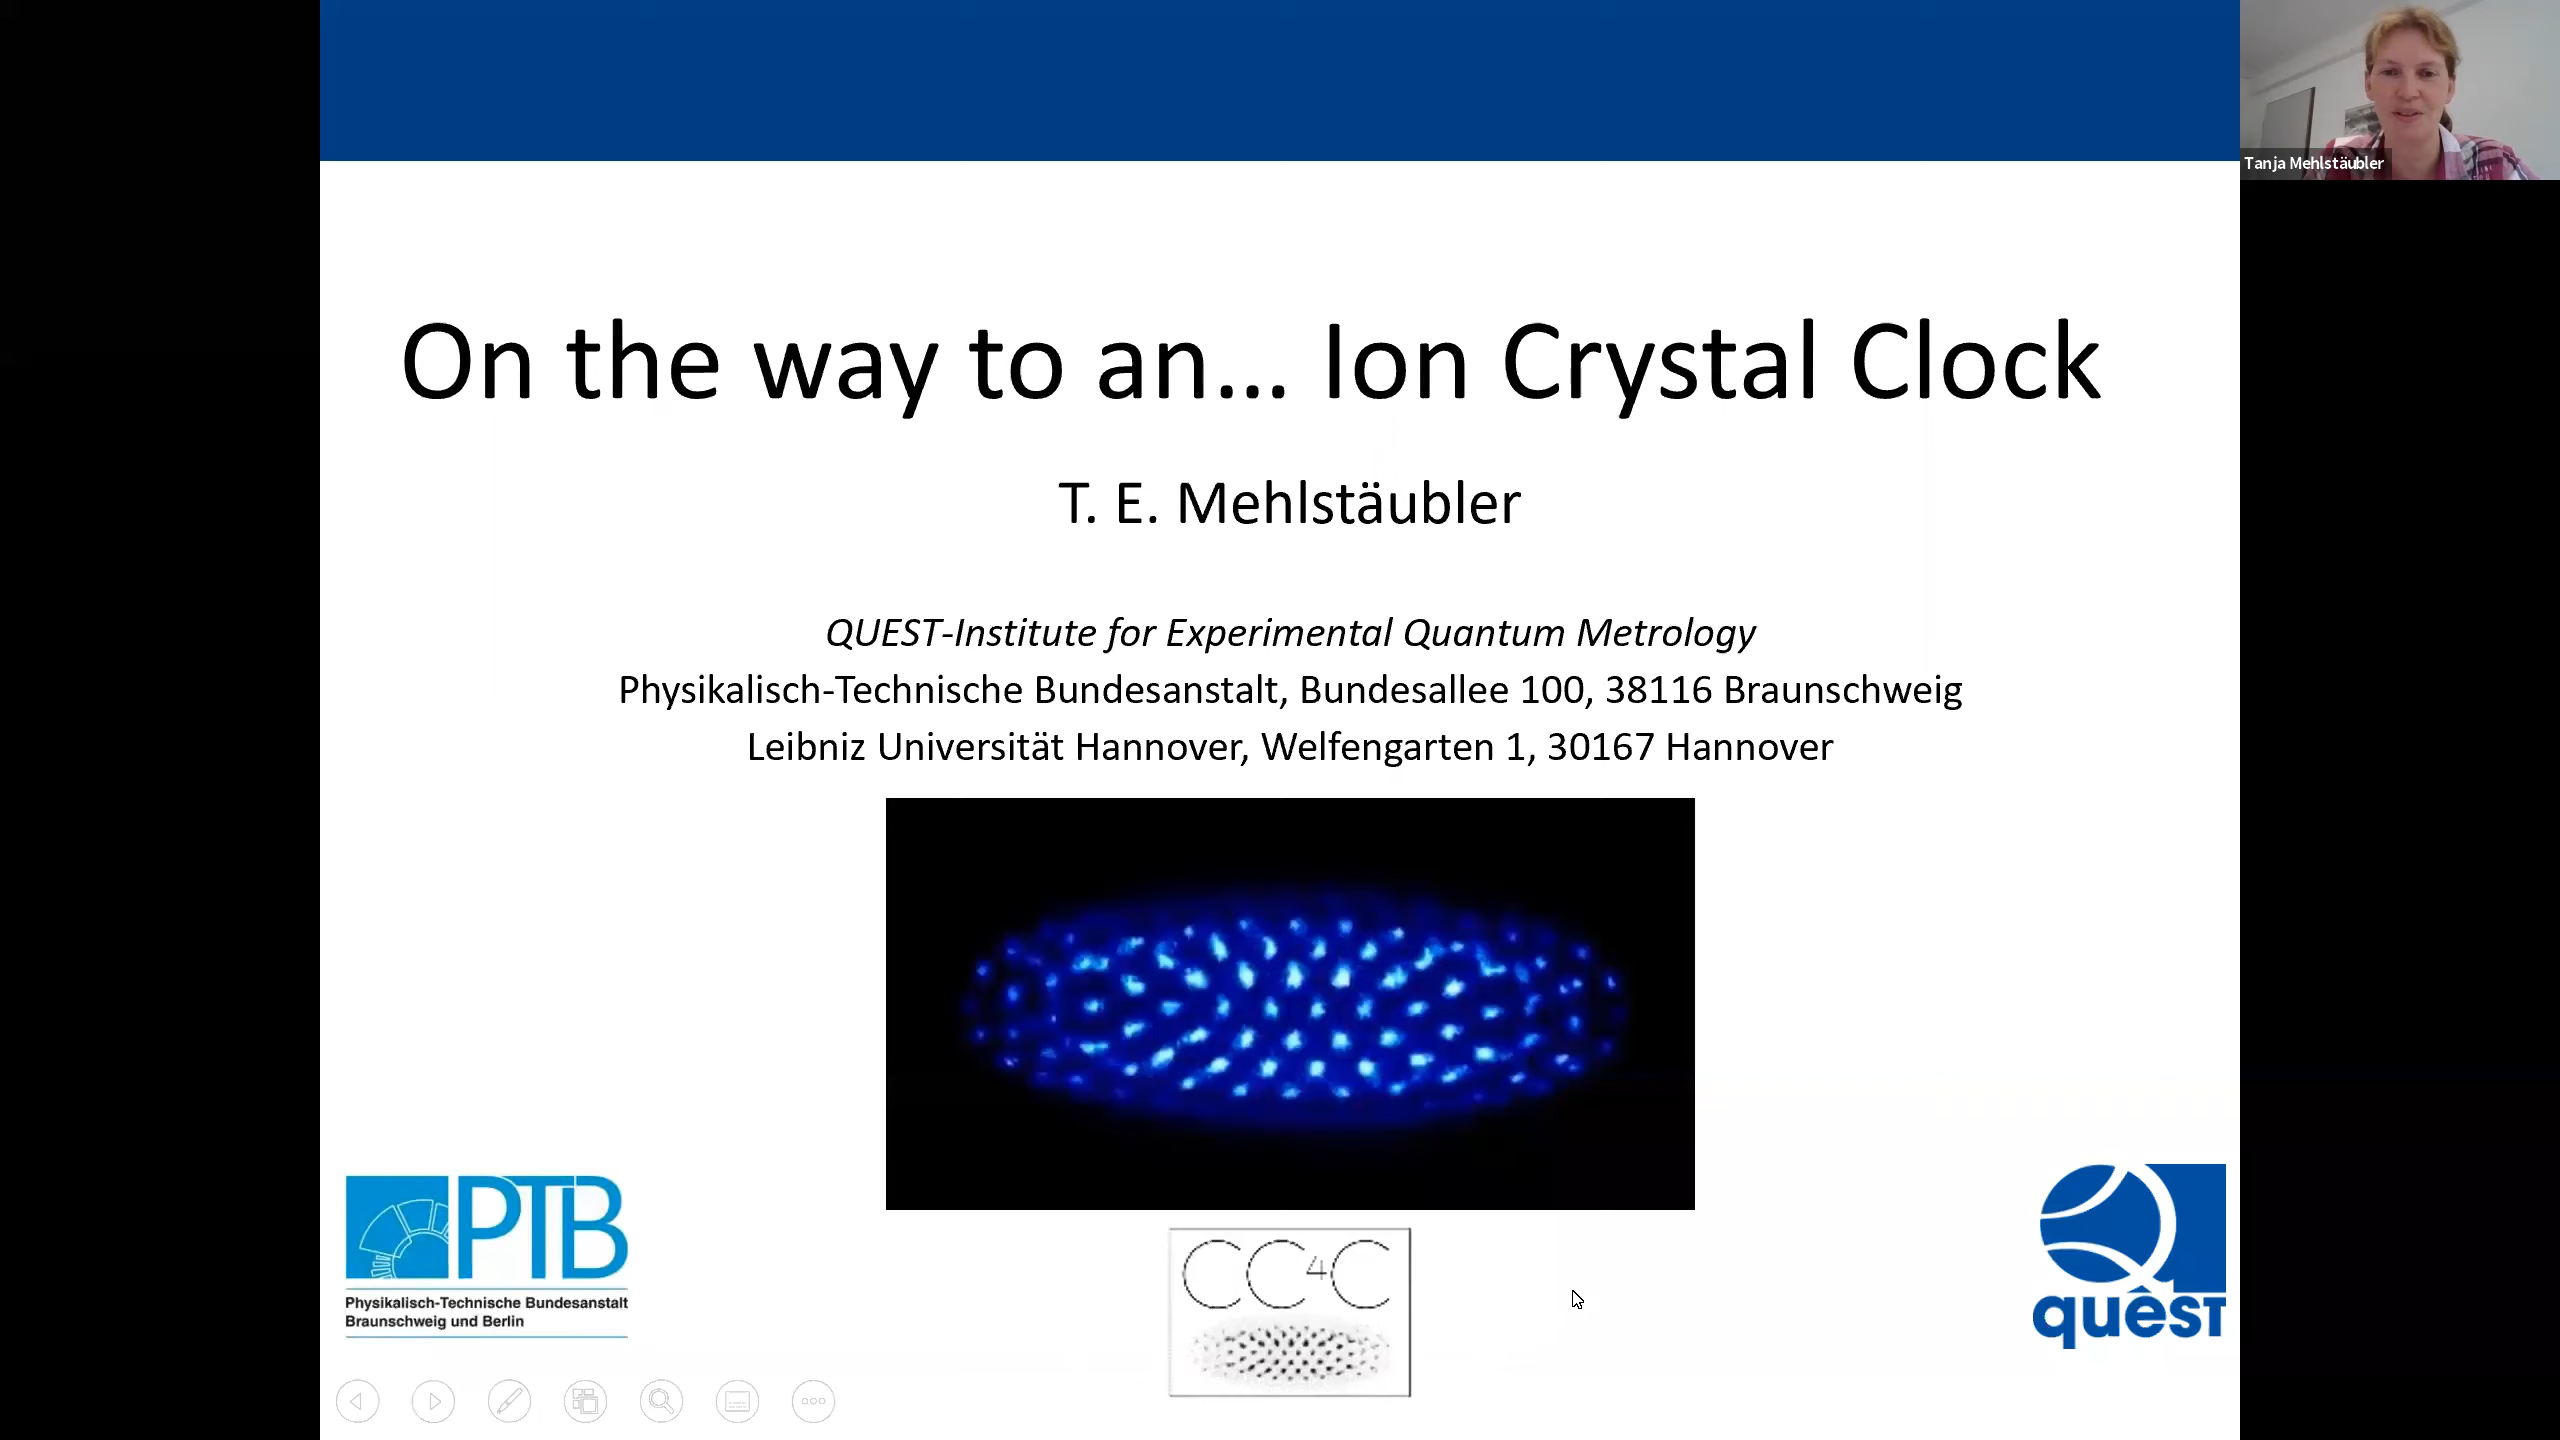 Tanja Mehlstäubler
On the way to an... Ion Crystal Clock
T. E. Mehlstäubler
QUEST-Institute for Experimental Quantum Metrology
Physikalisch-Technische Bundesanstalt, Bundesallee 100, 38116 Braunschweig
Leibniz Universität Hannover, Welfengarten 1, 30167 Hannover
PTB
Physikalisch-Technische Bundesanstalt
Braunschweig und Berlin
CC4C
Q
quest